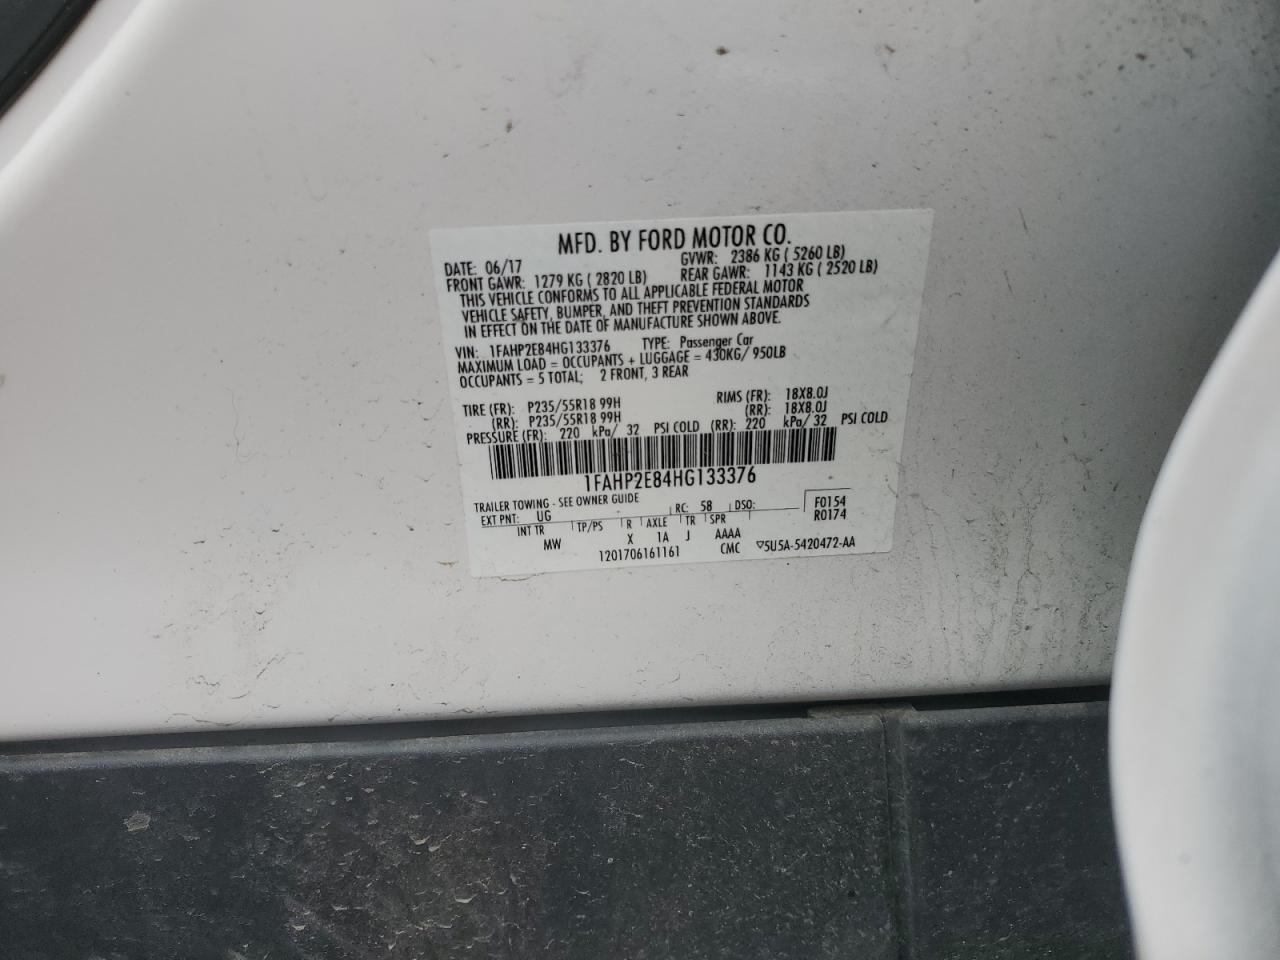 MFD. BY FORD MOTOR CO.
DATE: 06/17 GVWR: 2386 KG ( 5260 LB)
FRONT GAWR: 1279 KG ( 2820 LB) REAR GAWR: 1143 KG ( 2520 LB)
THIS VEHICLE CONFORMS TO ALL APPLICABLE FEDERAL MOTOR
VEHICLE SAFETY, BUMPER, AND THEFT PREVENTION STANDARDS
IN EFFECT ON THE DATE OF MANUFACTURE SHOWN ABOVE.
VIN: 1FAHP2E84HG133376 TYPE: Passenger Car
MAXIMUM LOAD = OCCUPANTS + LUGGAGE = 430KG/ 950LB
OCCUPANTS = 5 TOTAL; 2 FRONT, 3 REAR
TIRE (FR): P235/55R18 99H RIMS (FR): 18X8.0J
(RR): P235/55R18 99H (RR): 18X8.0J
PRESSURE (FR): 220 kPa/ 32 PSI COLD (RR): 220 kPa/ 32 PSI COLD
1FAHP2E84HG133376
TRAILER TOWING - SEE OWNER GUIDE
EXT PNT: UG RC: 58 DSO: F0154
INT TR TP/PS R AXLE TR SPR R0174
MW X 1A J AAAA
1201706161161 CMC ▽5U5A-5420472-AA